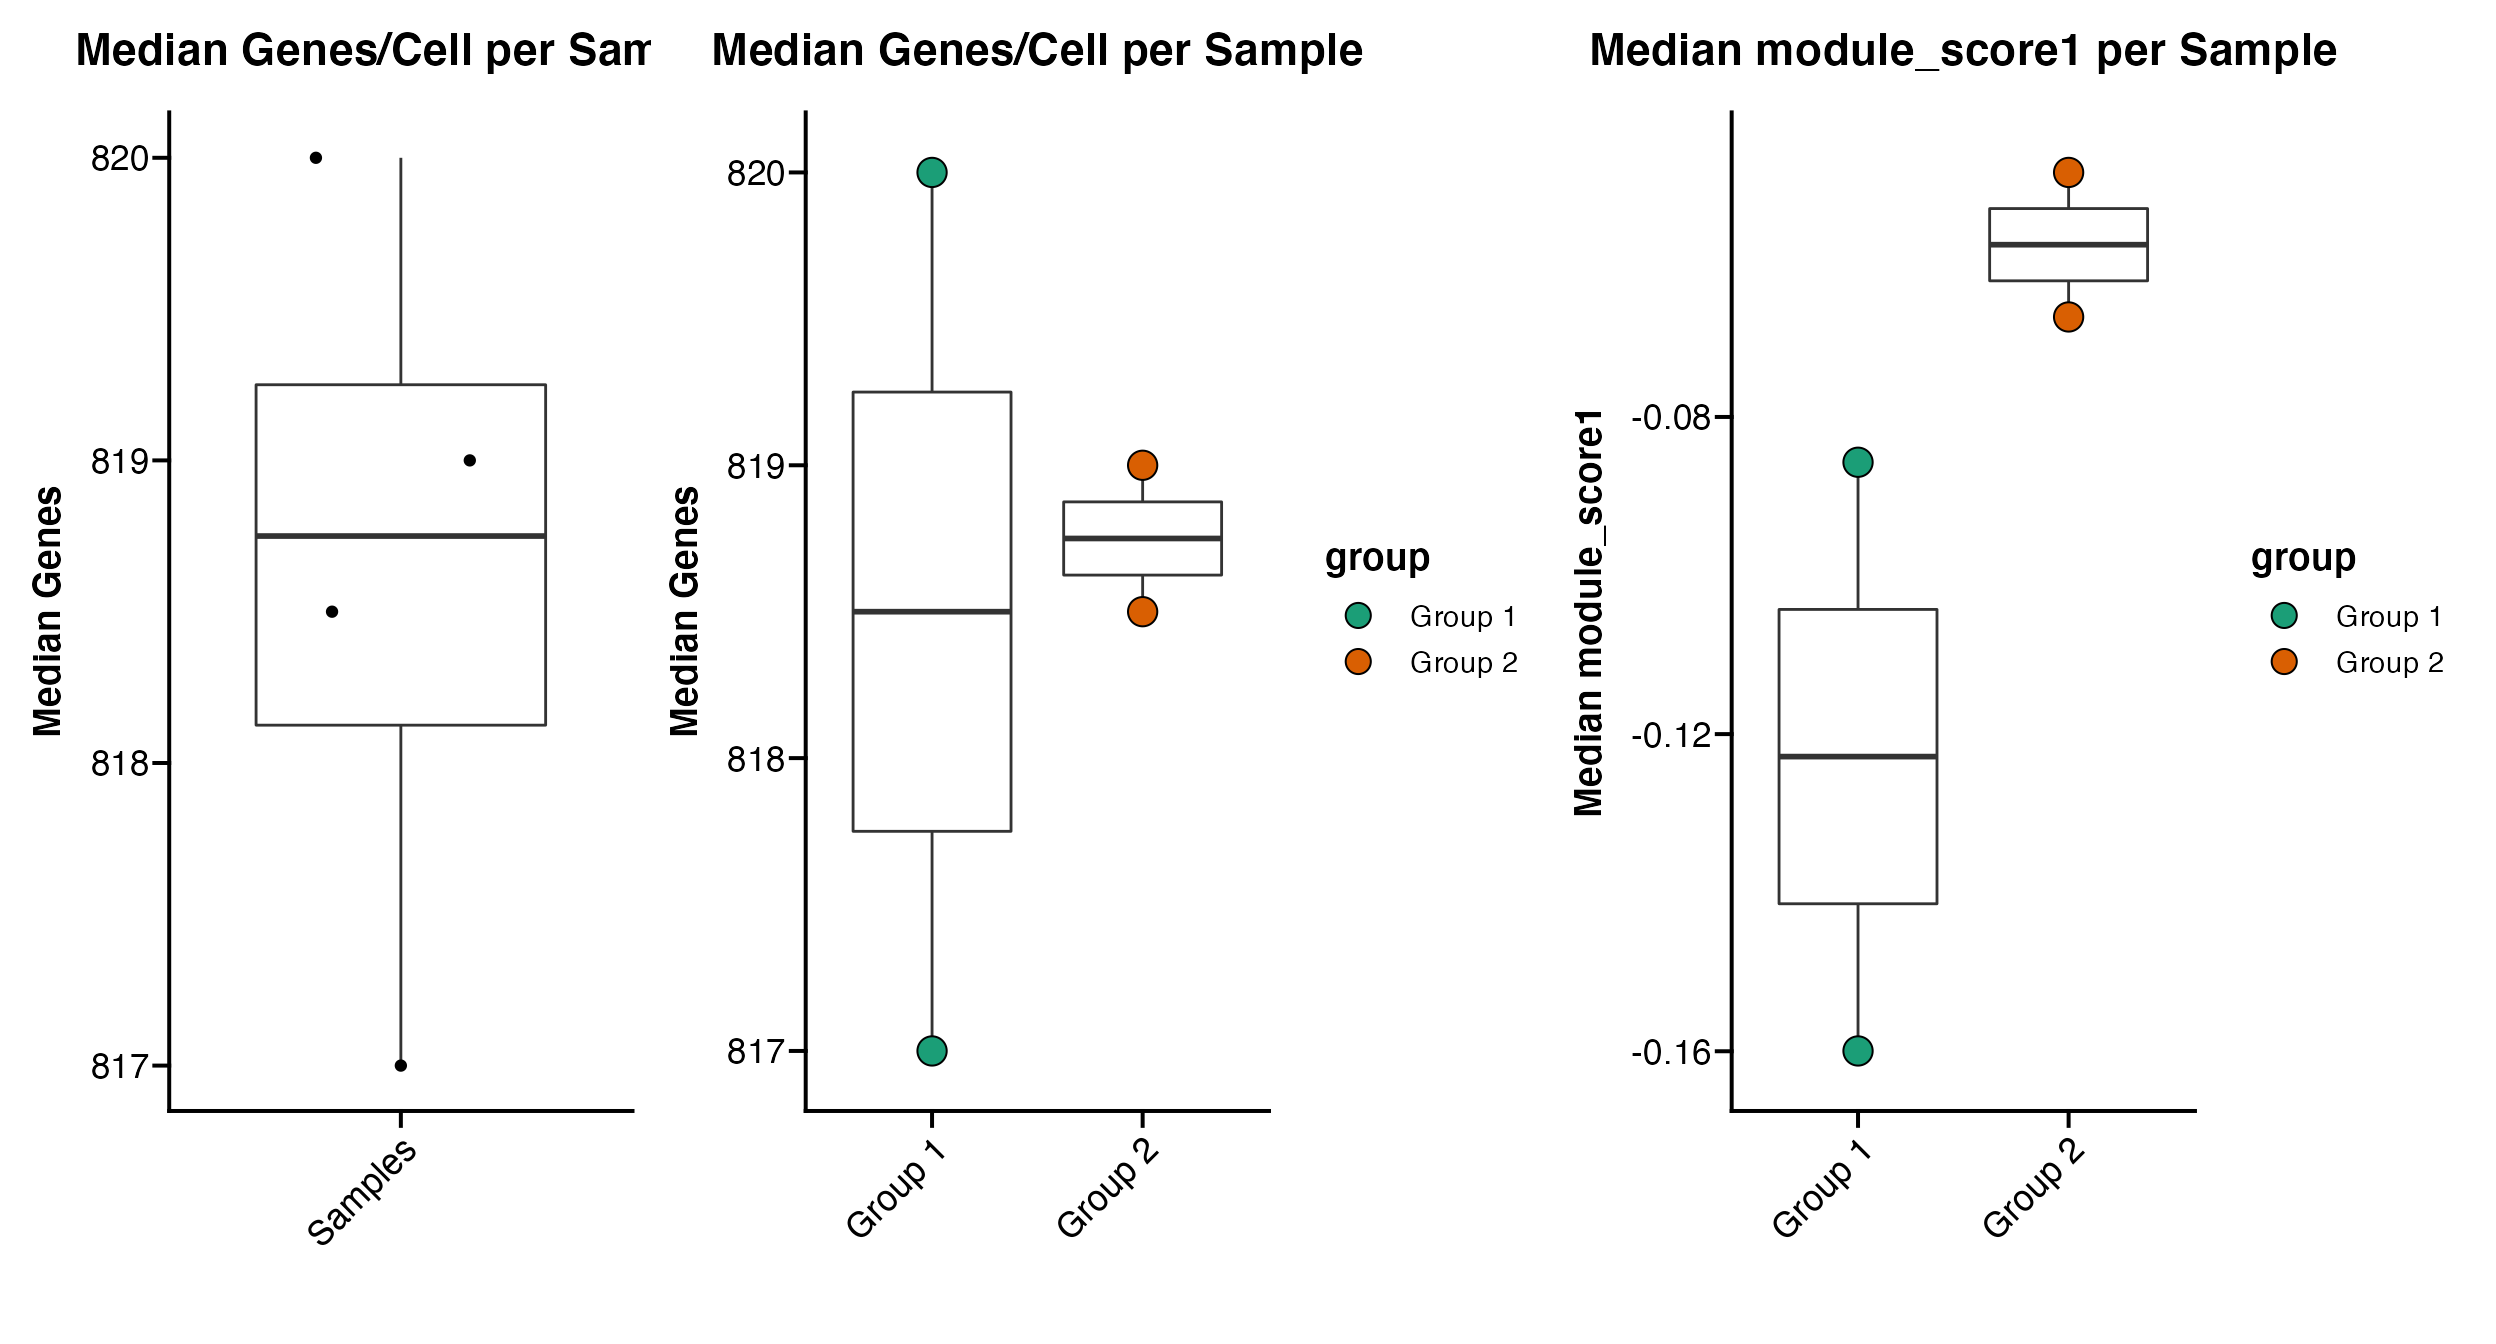 Median Genes/Cell per Sam
Median Genes
820
819
818
817
Samples
Median Genes/Cell per Sample
Median Genes
820
819
818
817
Group 1
Group 2
group
Group 1
Group 2
Median module_score1 per Sample
Median module_score1
-0.08
-0.12
-0.16
Group 1
Group 2
group
Group 1
Group 2